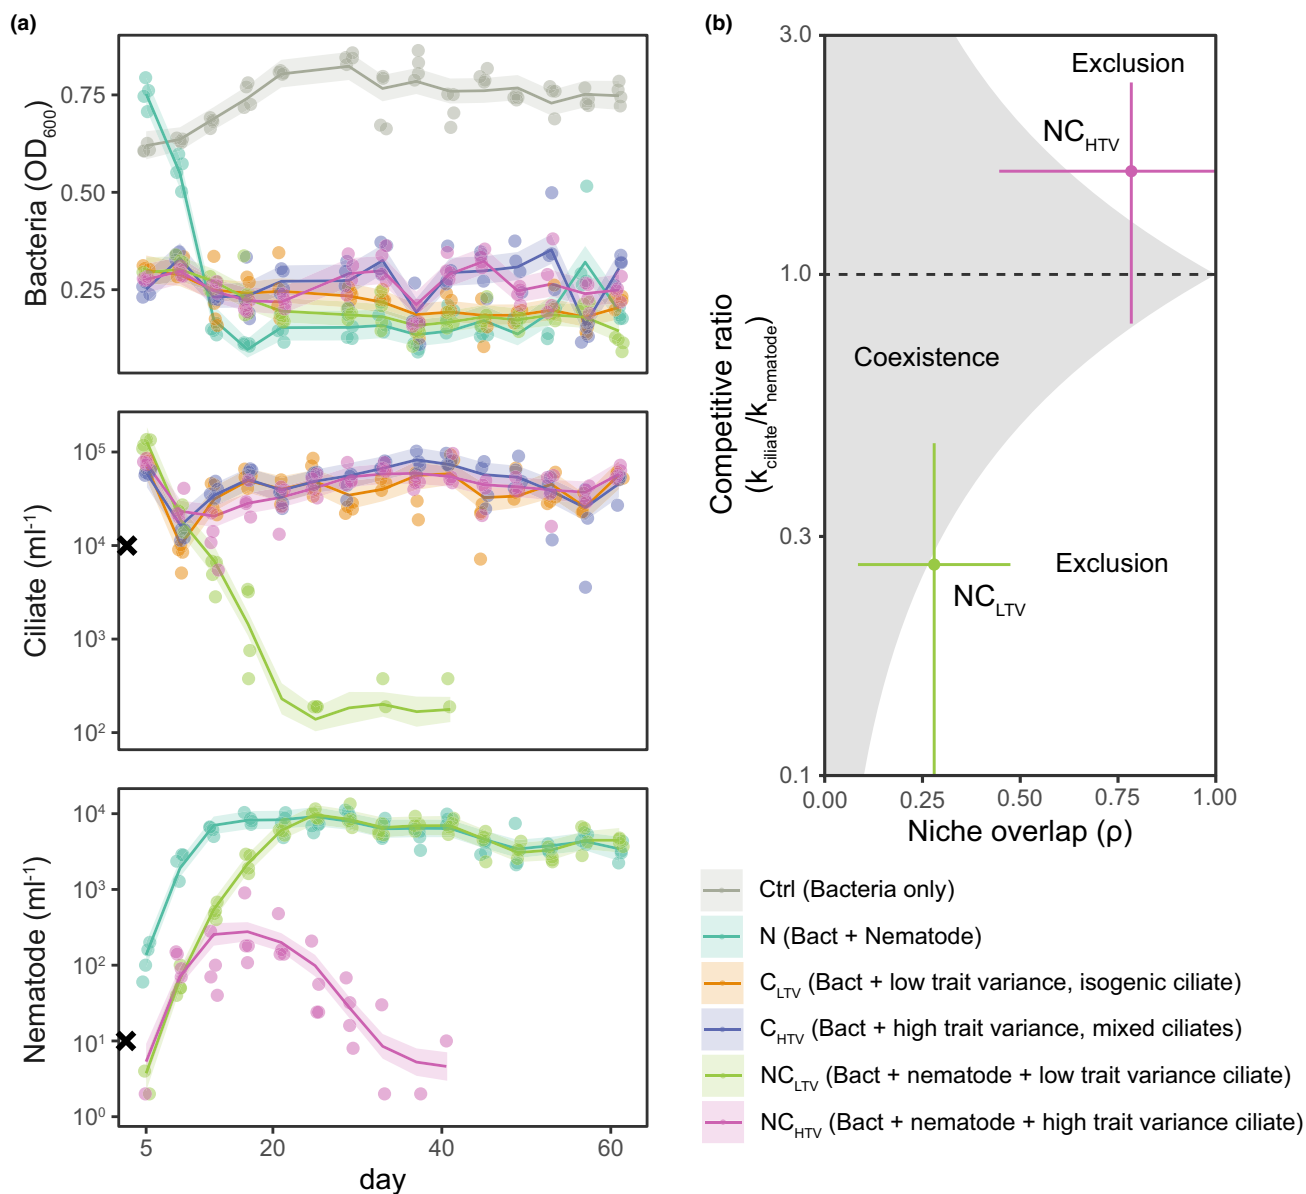 (a)
Bacteria (OD600)
0.75
0.50
0.25
Ciliate (ml-1)
10^5
10^4
10^3
10^2
Nematode (ml-1)
10^4
10^3
10^2
10^1
10^0
5 20 40 60
day
(b)
Competitive ratio
(kciliate/knematode)
3.0
1.0
0.3
0.1
Exclusion
NCHTV
Coexistence
Exclusion
NCLTV
0.00 0.25 0.50 0.75 1.00
Niche overlap (ρ)
Ctrl (Bacteria only)
N (Bact + Nematode)
CLTV (Bact + low trait variance, isogenic ciliate)
CHTV (Bact + high trait variance, mixed ciliates)
NCLTV (Bact + nematode + low trait variance ciliate)
NCHTV (Bact + nematode + high trait variance ciliate)